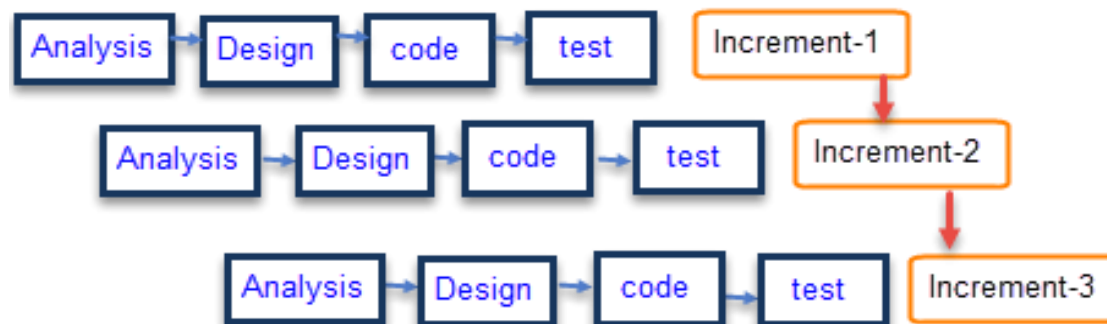 Analysis Design code test Increment-1
Analysis Design code test Increment-2
Analysis Design code test Increment-3